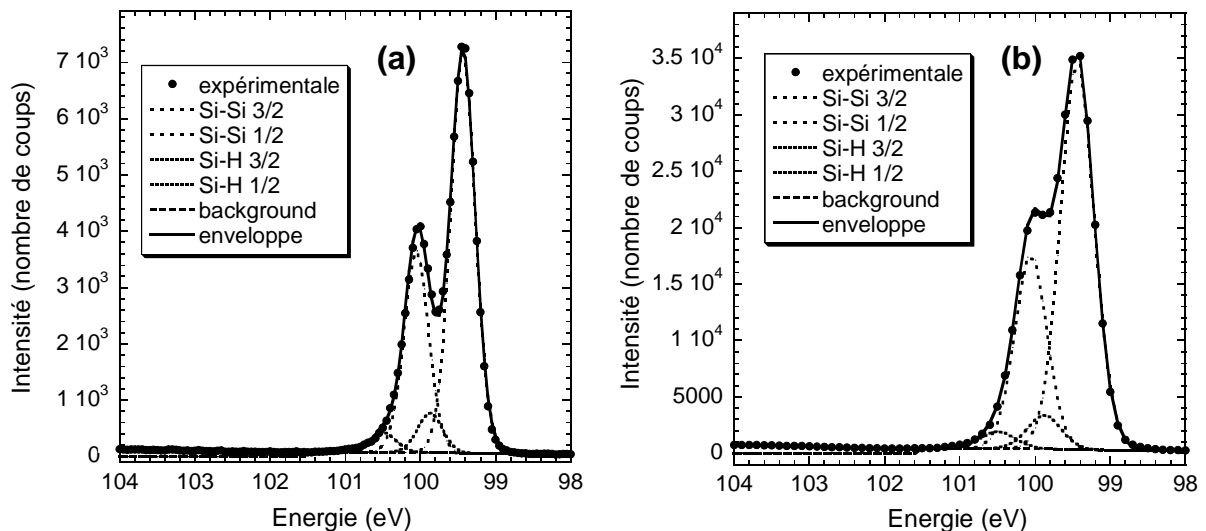 (a)
expérimentale
Si-Si 3/2
Si-Si 1/2
Si-H 3/2
Si-H 1/2
background
enveloppe
Intensité (nombre de coups)
7 10³
6 10³
5 10³
4 10³
3 10³
2 10³
1 10³
0
104 103 102 101 100 99 98
Energie (eV)
(b)
expérimentale
Si-Si 3/2
Si-Si 1/2
Si-H 3/2
Si-H 1/2
background
enveloppe
Intensité (nombre de coups)
3.5 10⁴
3 10⁴
2.5 10⁴
2 10⁴
1.5 10⁴
1 10⁴
5000
0
104 103 102 101 100 99 98
Energie (eV)